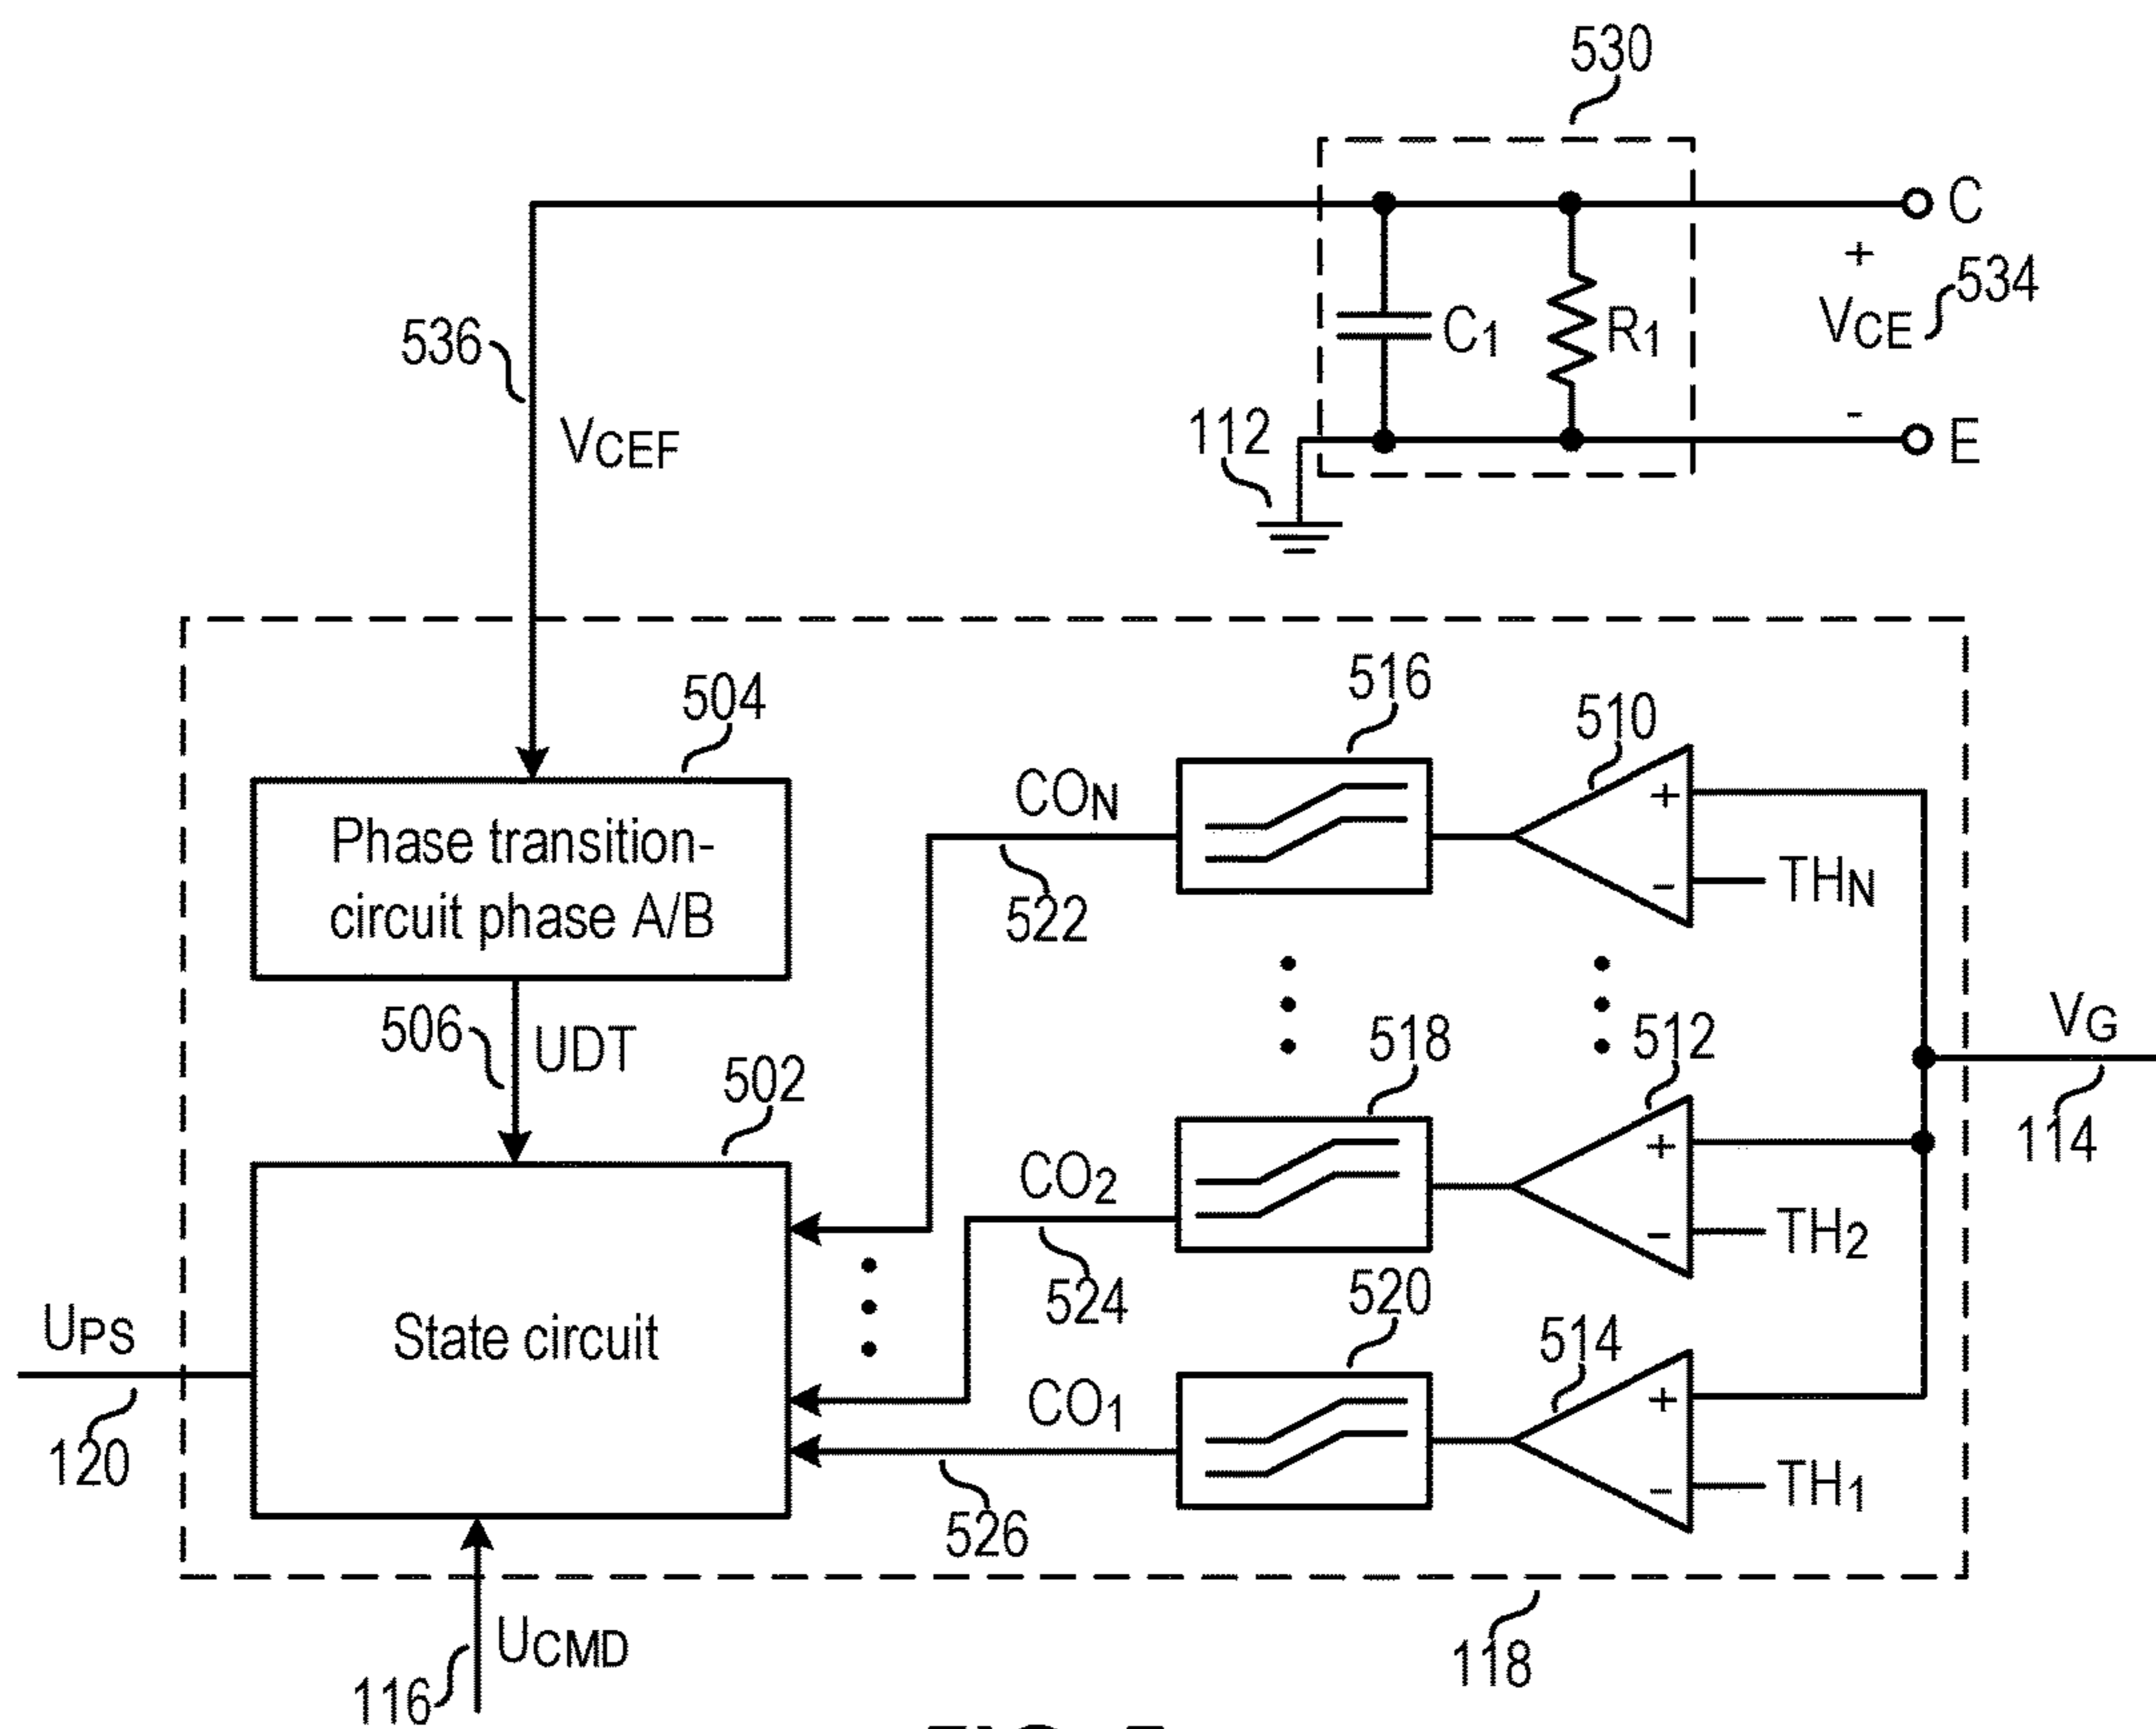 530
C
+
534
VCE
536
C1
R1
-
112
E
VCEF
504
516
510
Phase transition-
circuit phase A/B
CON
+
-
THN
522
506
UDT
518
512
VG
502
114
CO2
+
-
TH2
524
520
514
UPS
State circuit
120
CO1
+
-
TH1
526
UCMD
116
118